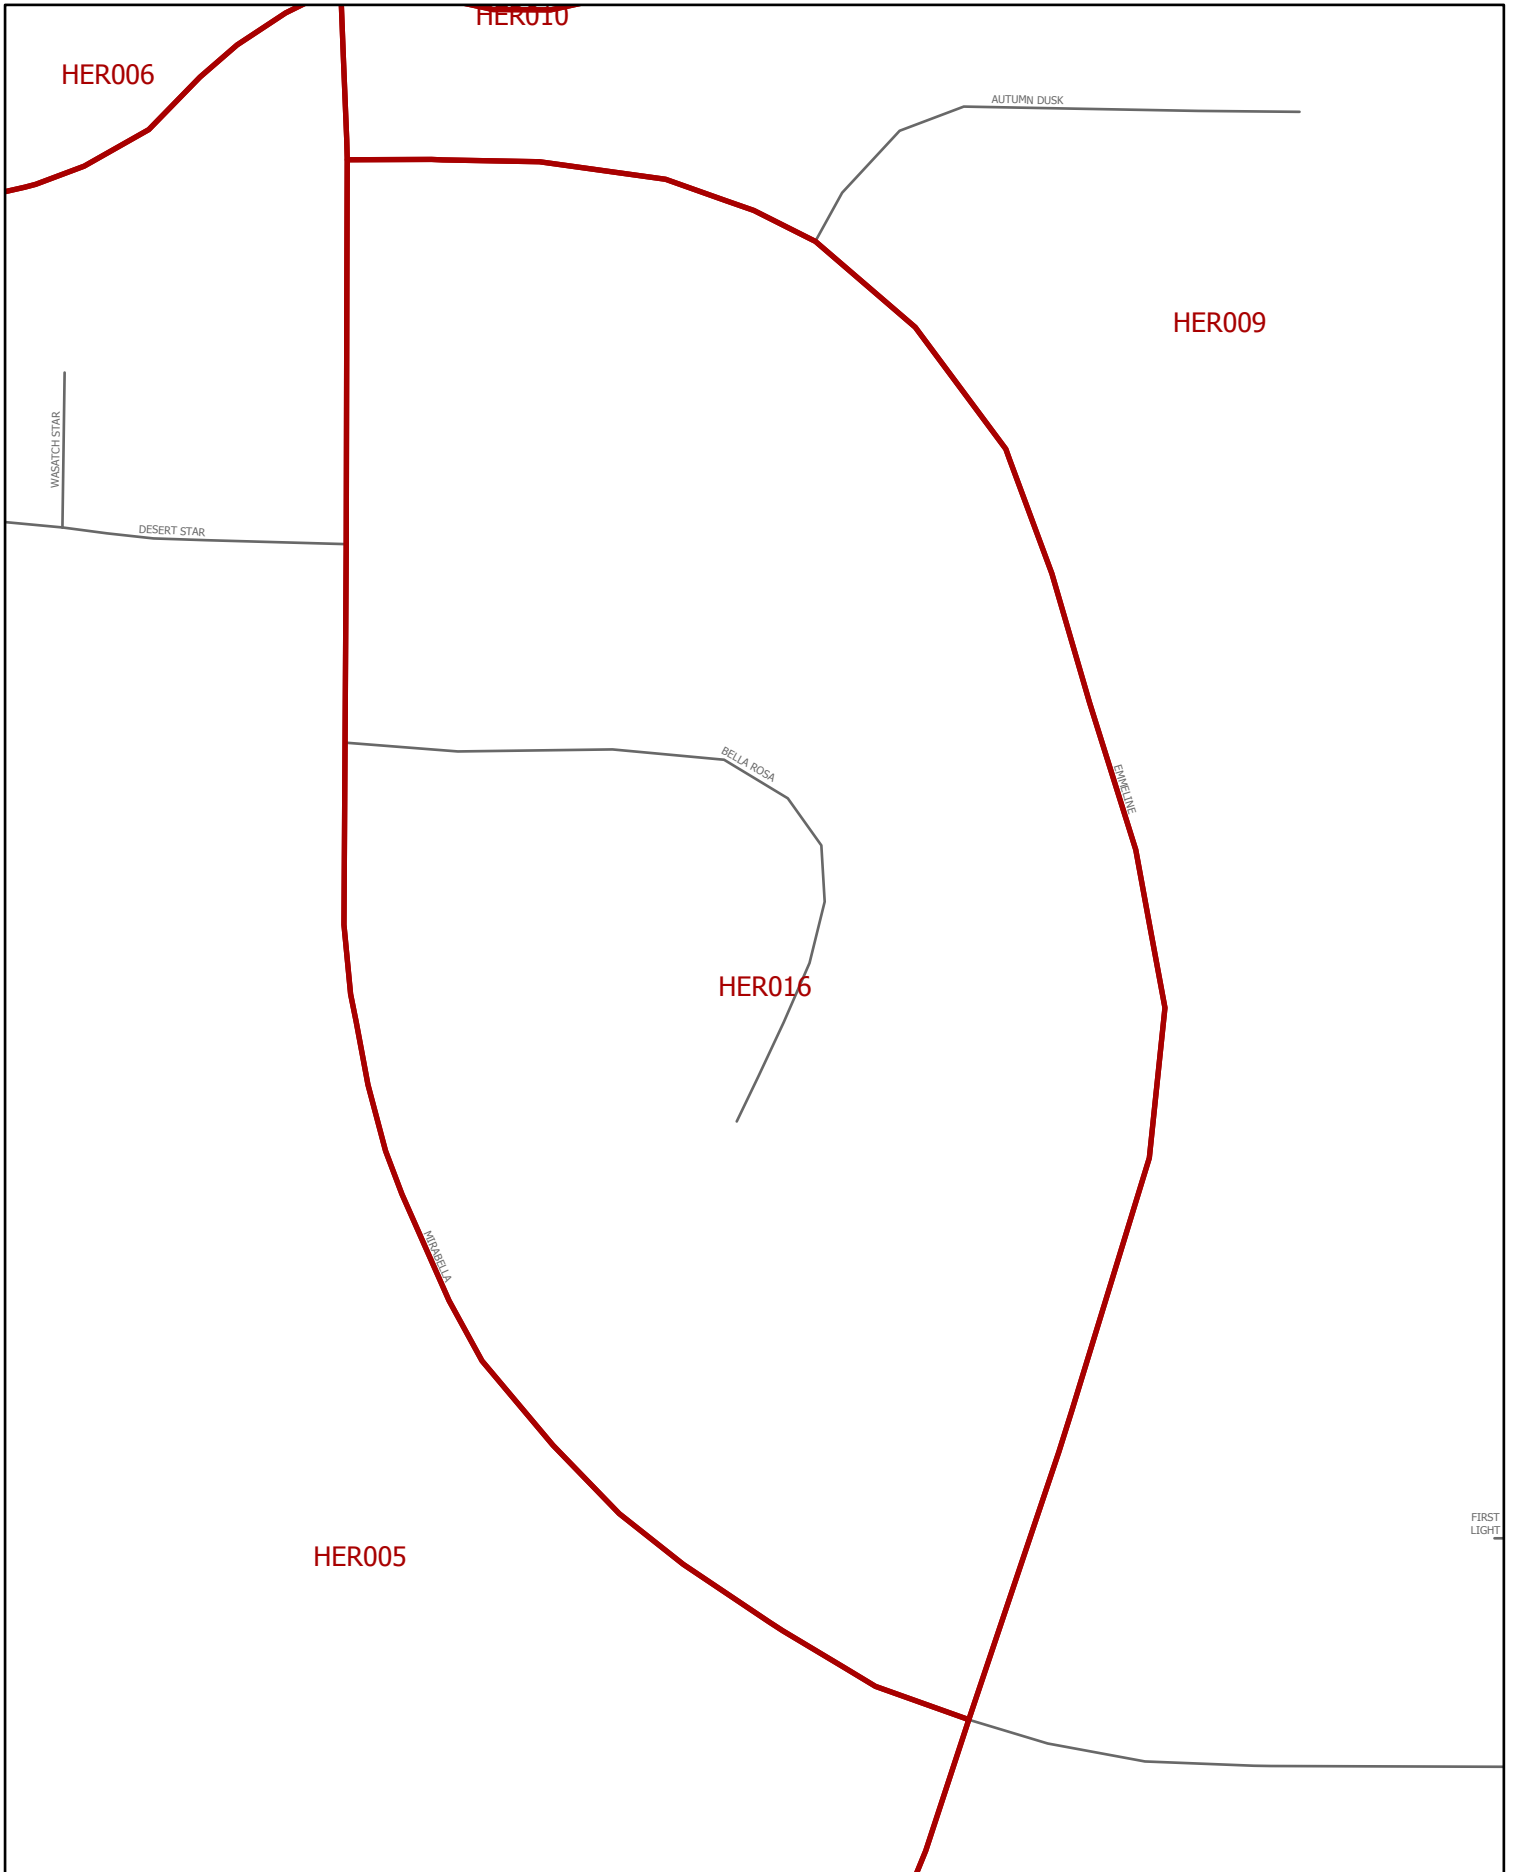 HER010
HER006
AUTUMN DUSK
HER009
WASATCH STAR
DESERT STAR
BELLA ROSA
EMMELINE
HER016
MIRABELLA
FIRST
LIGHT
HER005